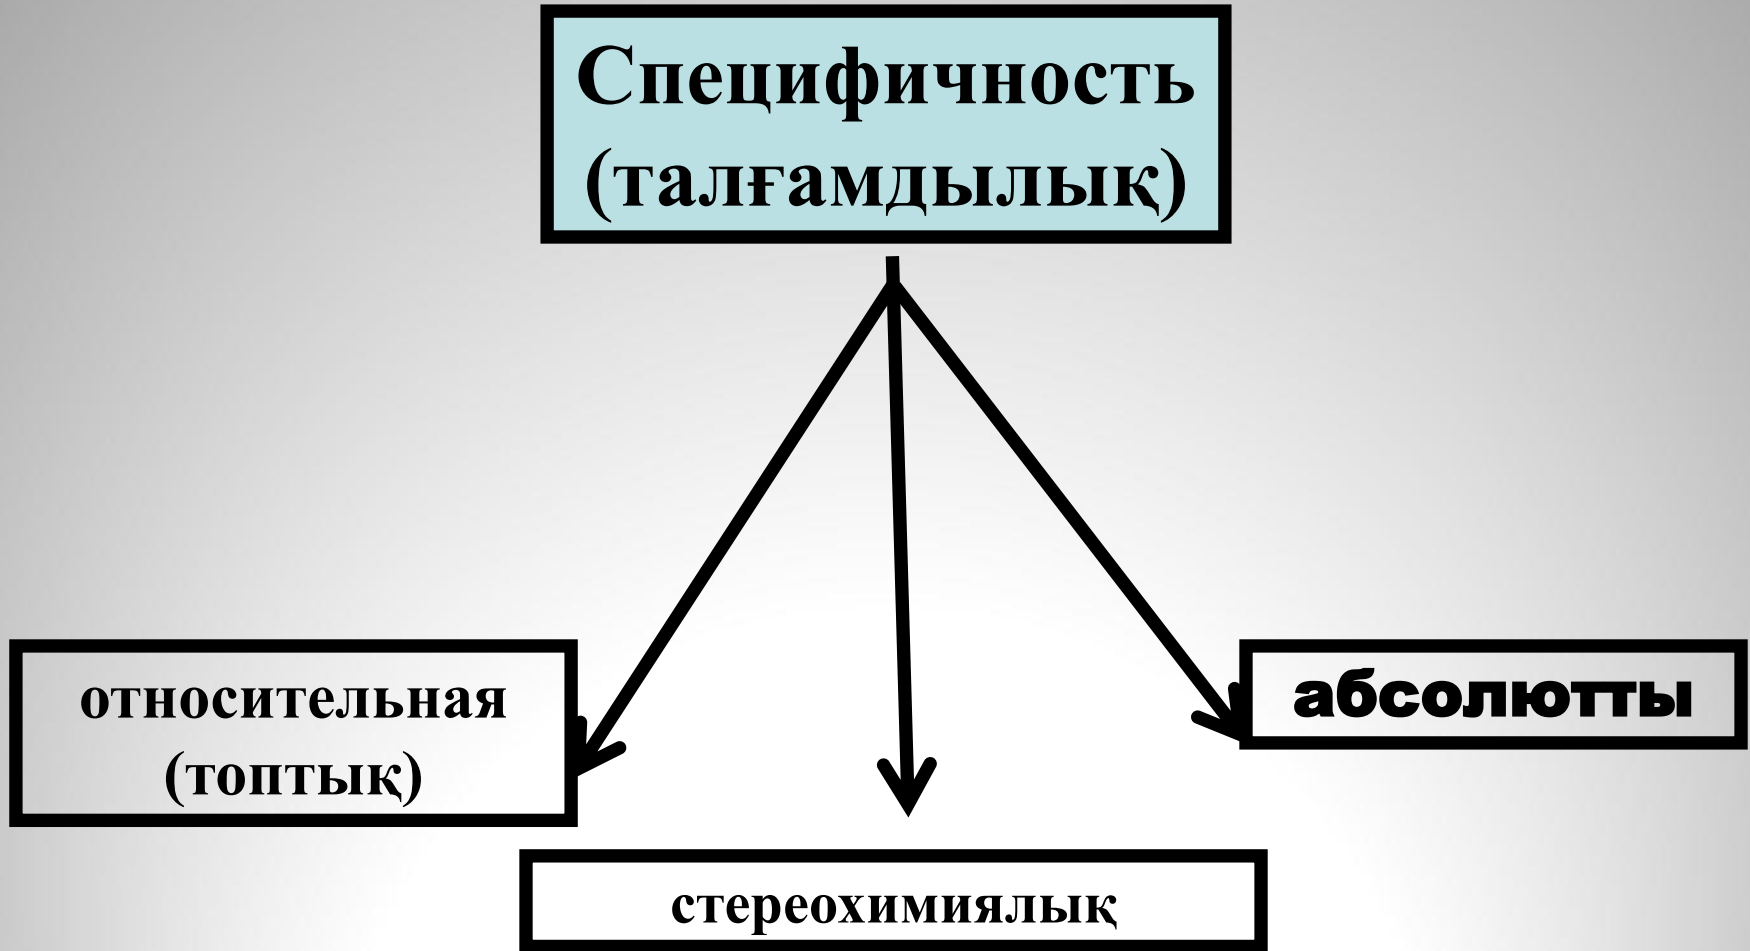 Специфичность
(талғамдылық)
относительная
(топтық)
абсолютты
стереохимиялық